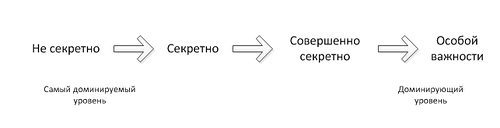 Не секретно
Секретно
Совершенно
секретно
Особой
важности
Самый доминируемый
уровень
Доминирующий
уровень